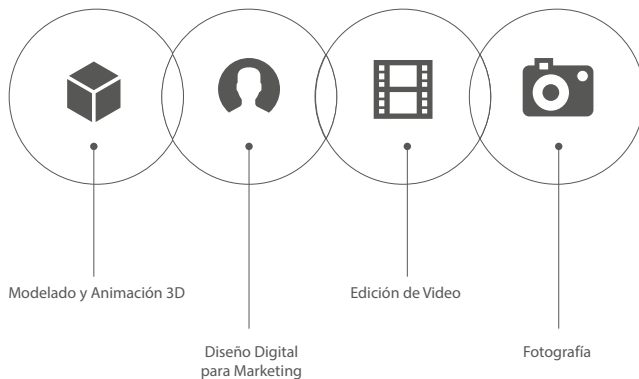 Modelado y Animación 3D
Edición de Video
Diseño Digital
para Marketing
Fotografía